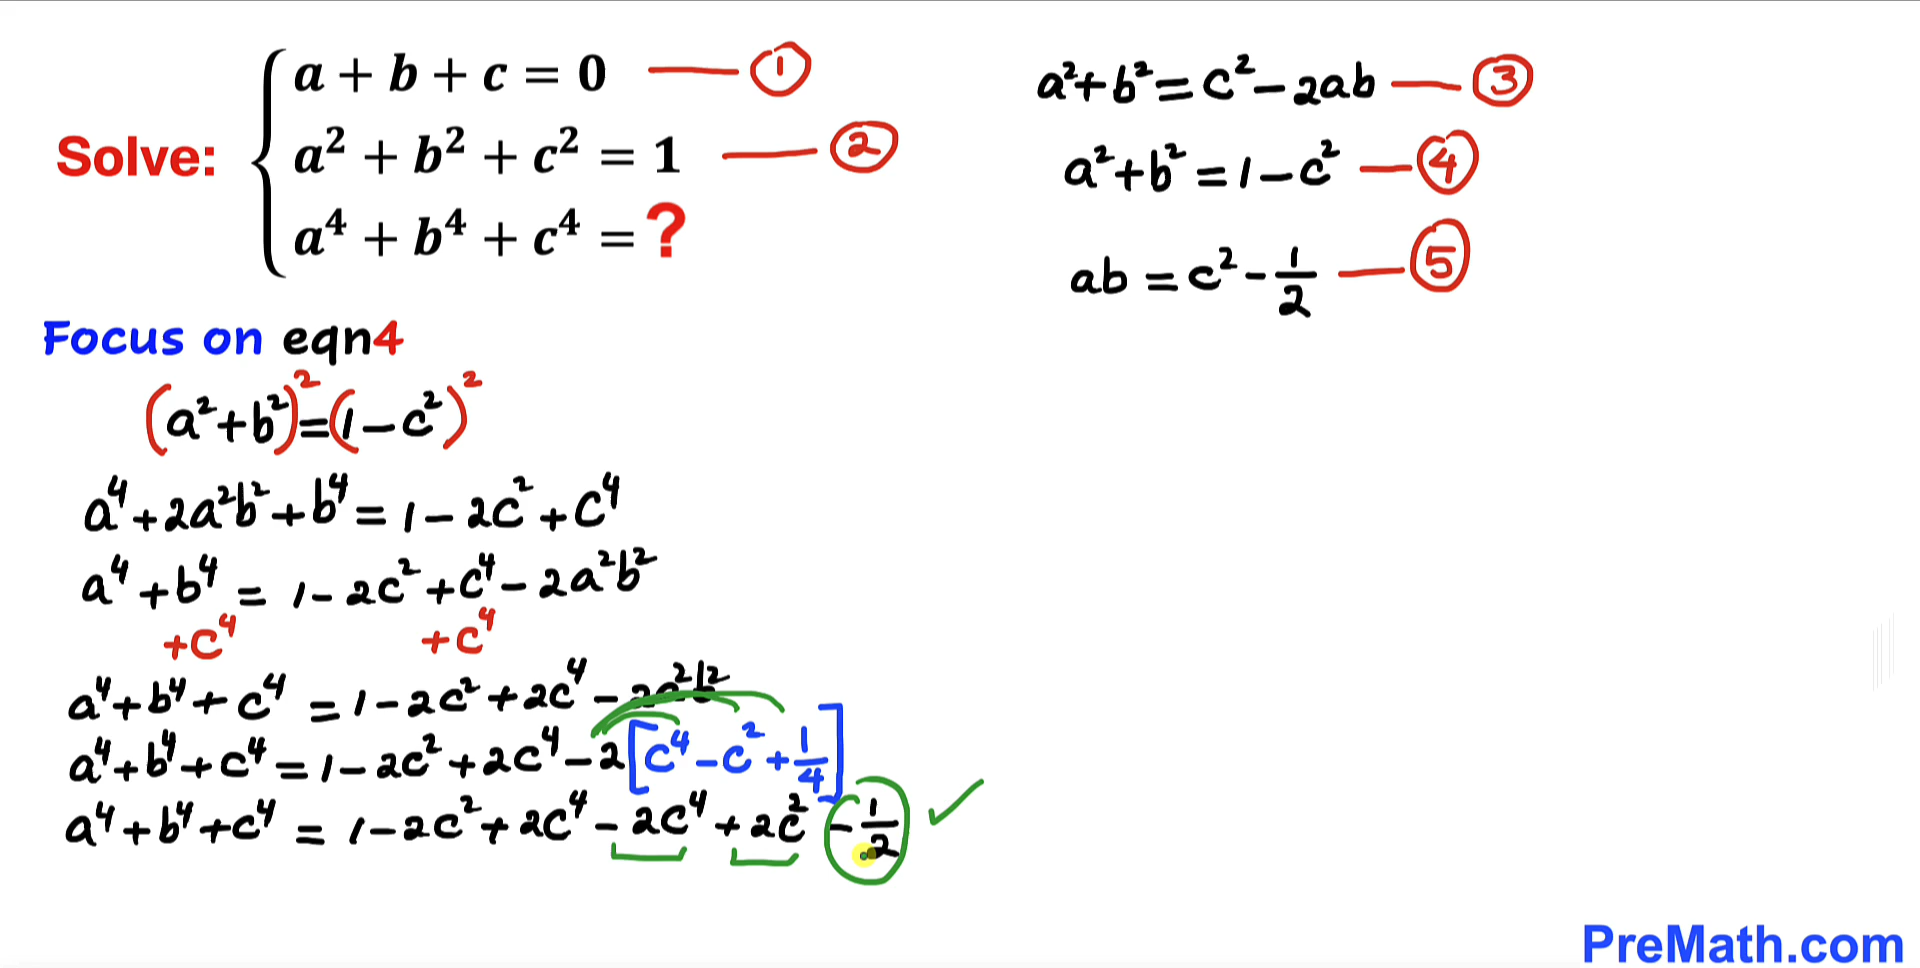 a + b + c = 0 — ①
Solve: a² + b² + c² = 1 — ②
a⁴ + b⁴ + c⁴ = ?
a²+b² = c² - 2ab — ③
a²+b² = 1 - c² — ④
ab = c² - 1/2 — ⑤
Focus on eqn4
(a²+b²)² = (1-c²)²
a⁴ + 2a²b² + b⁴ = 1 - 2c² + c⁴
a⁴ + b⁴ = 1 - 2c² + c⁴ - 2a²b²
+c⁴ +c⁴
a⁴ + b⁴ + c⁴ = 1 - 2c² + 2c⁴ - 2a²b²
a⁴ + b⁴ + c⁴ = 1 - 2c² + 2c⁴ - 2[c⁴ - c² + 1/4]
a⁴ + b⁴ + c⁴ = 1 - 2c² + 2c⁴ - 2c⁴ + 2c² - 1/2 ✓
PreMath.com